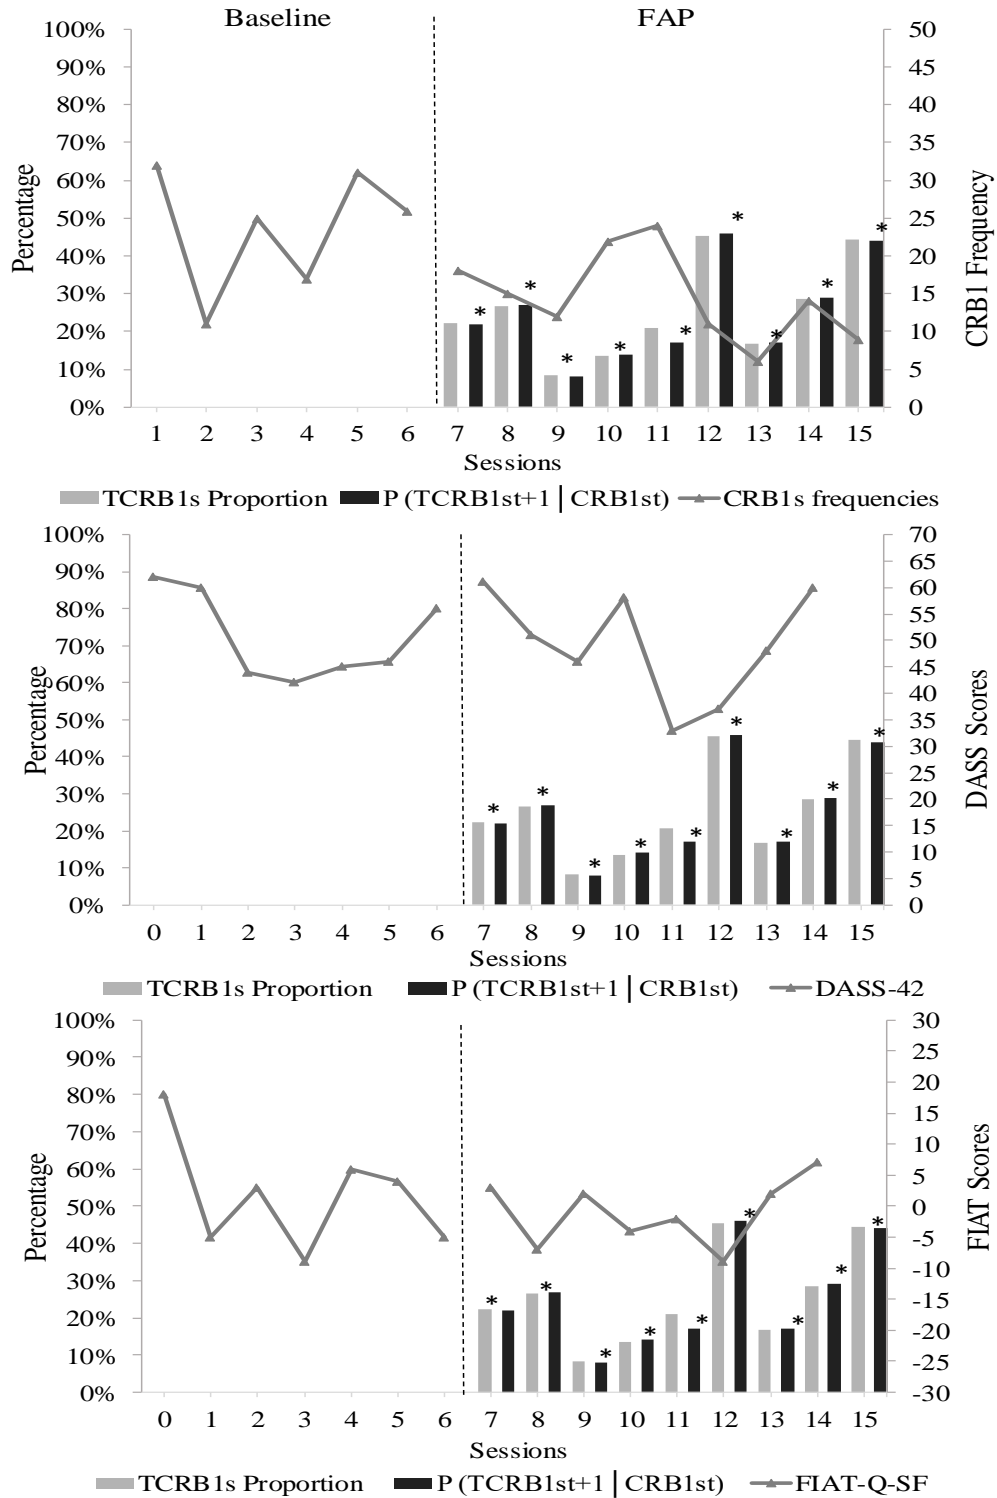 Baseline FAP
100% 50
90% 45
80% 40
70% 35
60% 30
50% 25
40% 20
30% 15
20% 10
10% 5
0% 0
Percentage
CRB1 Frequency
* * * * * * * * *
1 2 3 4 5 6 7 8 9 10 11 12 13 14 15
Sessions
TCRB1s Proportion P (TCRB1st+1 | CRB1st) CRB1s frequencies
100% 70
90% 65
80% 60
70% 55
60% 50
50% 45
40% 40
30% 35
20% 30
10% 25
0% 20
15
10
5
0
Percentage
DASS Scores
* * * * * * * * *
0 1 2 3 4 5 6 7 8 9 10 11 12 13 14 15
Sessions
TCRB1s Proportion P (TCRB1st+1 | CRB1st) DASS-42
100% 30
90% 25
80% 20
70% 15
60% 10
50% 5
40% 0
30% -5
20% -10
10% -15
0% -20
-25
-30
Percentage
FIAT Scores
* * * * * * * * *
0 1 2 3 4 5 6 7 8 9 10 11 12 13 14 15
Sessions
TCRB1s Proportion P (TCRB1st+1 | CRB1st) FIAT-Q-SF